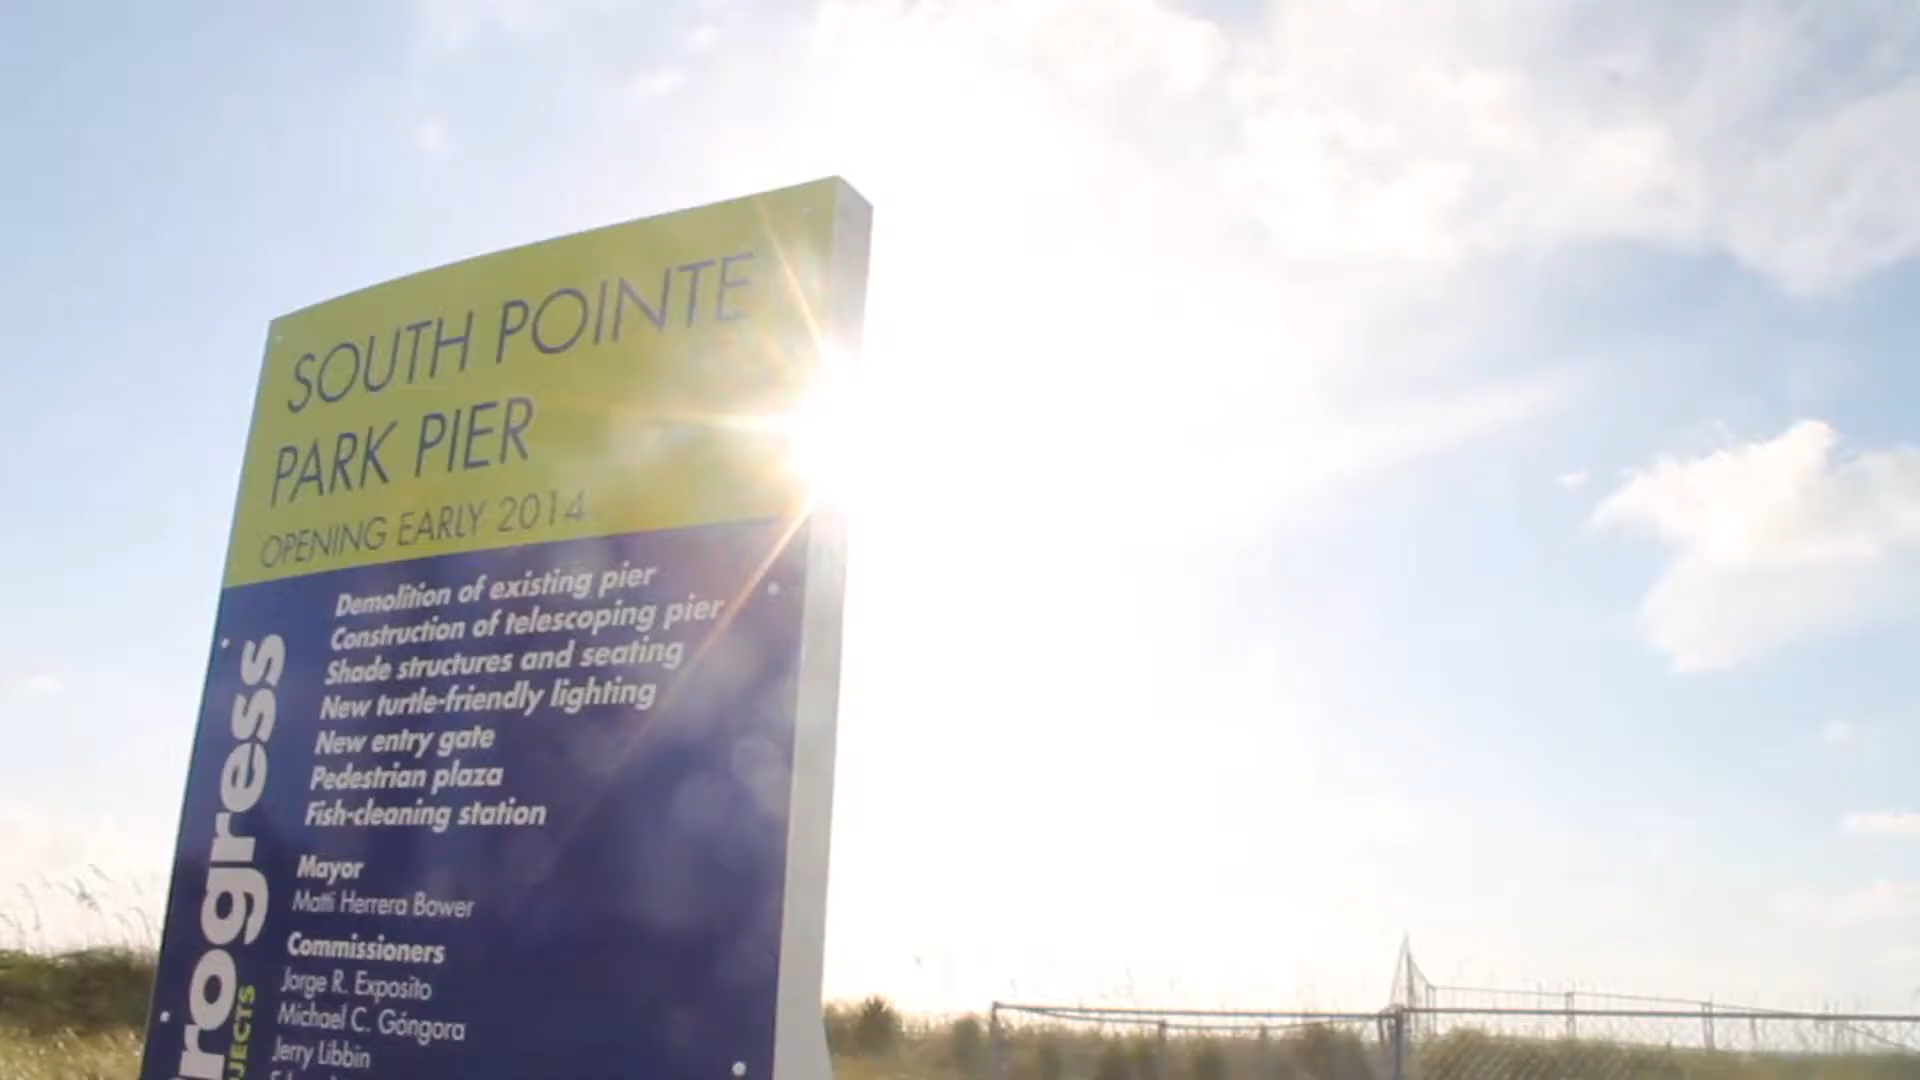 SOUTH POINTE
PARK PIER
OPENING EARLY 2014
Demolition of existing pier
Construction of telescoping pier
Shade structures and seating
New turtle-friendly lighting
New entry gate
Pedestrian plaza
Fish-cleaning station
Mayor
Matti Herrera Bower
Commissioners
Jorge R. Exposito
Michael C. Góngora
Jerry Libbin
rogress
JECTS